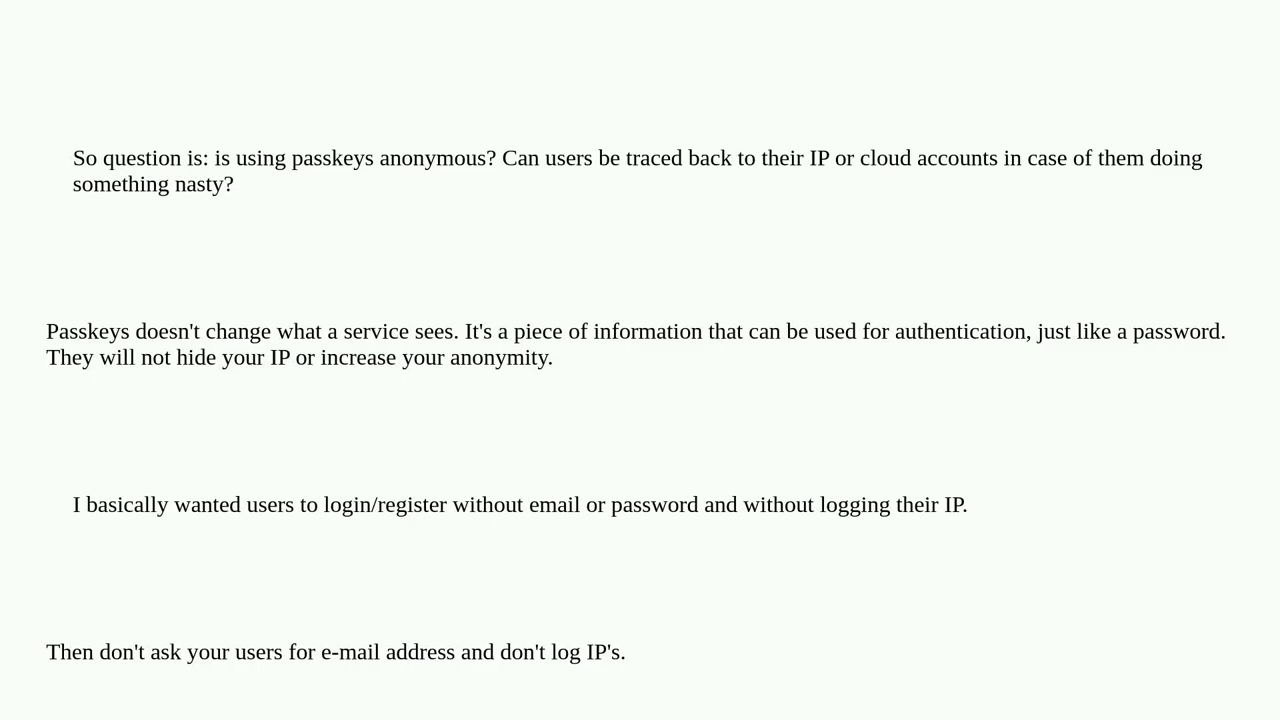 So question is: is using passkeys anonymous? Can users be traced back to their IP or cloud accounts in case of them doing
something nasty?
Passkeys doesn't change what a service sees. It's a piece of information that can be used for authentication, just like a password.
They will not hide your IP or increase your anonymity.
I basically wanted users to login/register without email or password and without logging their IP.
Then don't ask your users for e-mail address and don't log IP's.